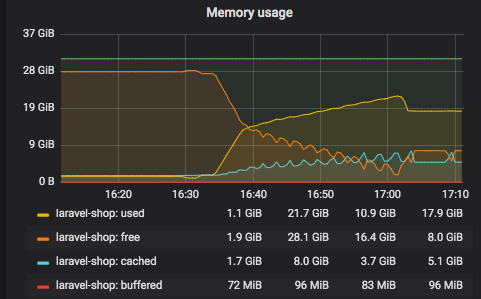 Memory usage
37 GiB
28 GiB
19 GiB
9 GiB
0 B
16:20 16:30 16:40 16:50 17:00 17:10
laravel-shop: used 1.1 GiB 21.7 GiB 10.9 GiB 17.9 GiB
laravel-shop: free 1.9 GiB 28.1 GiB 16.4 GiB 8.0 GiB
laravel-shop: cached 1.7 GiB 8.0 GiB 3.7 GiB 5.1 GiB
laravel-shop: buffered 72 MiB 96 MiB 83 MiB 96 MiB